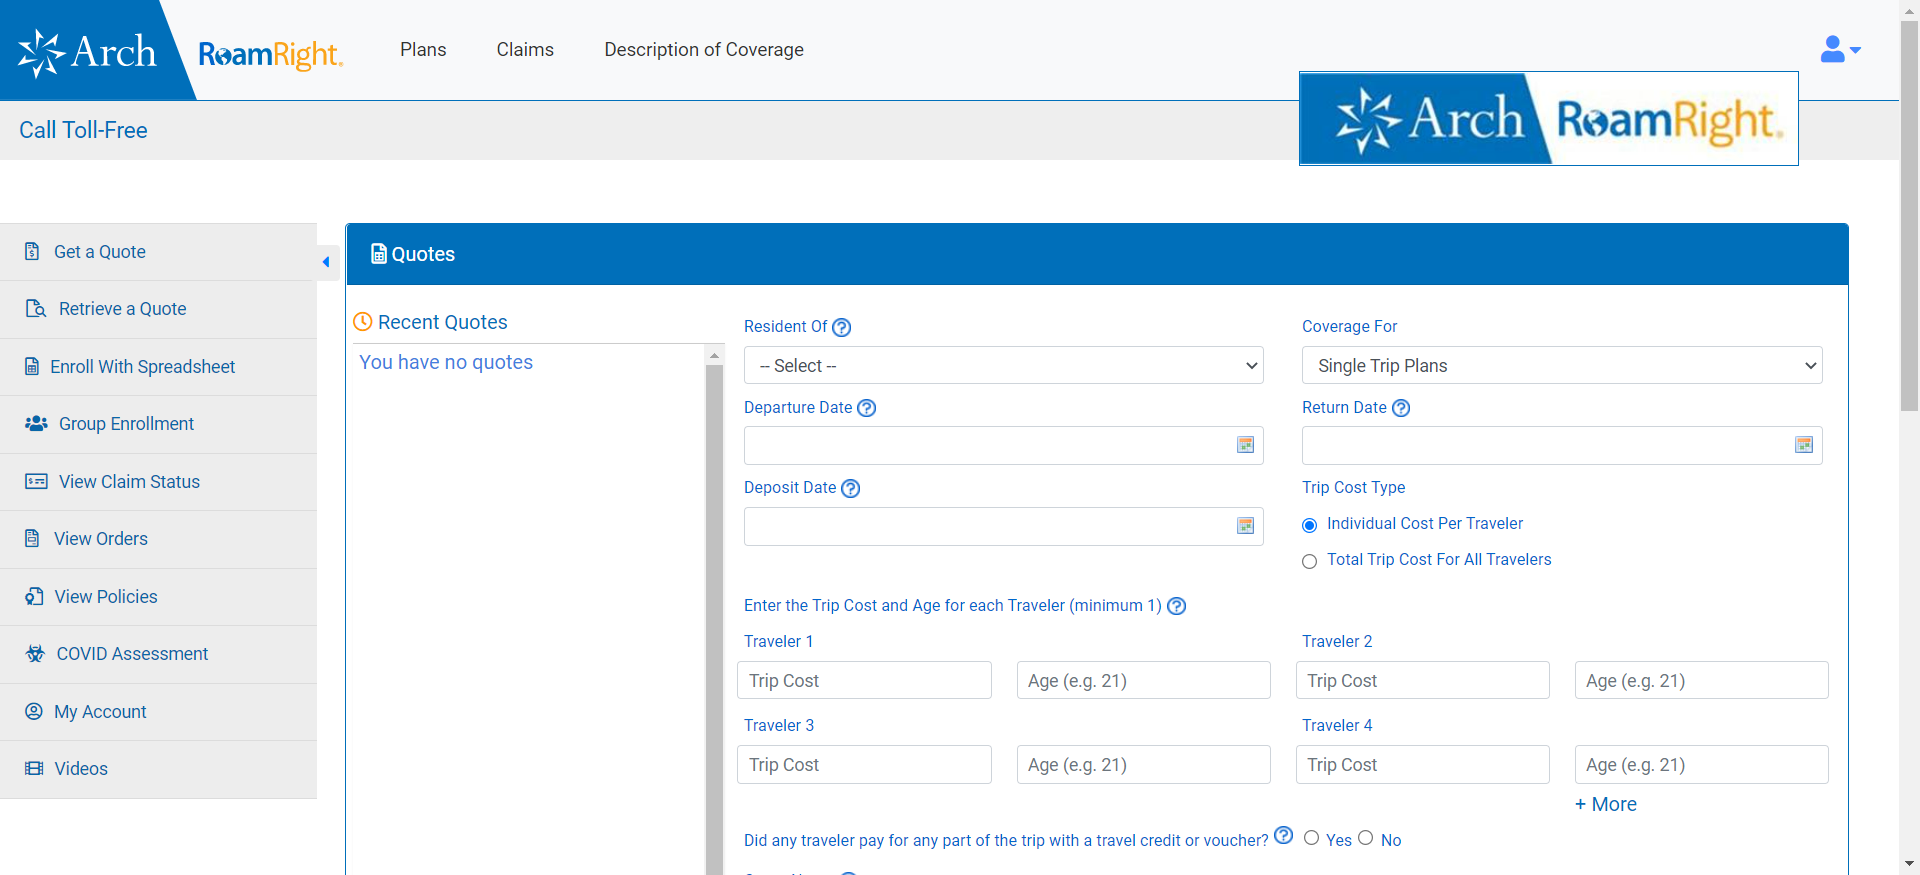 Arch
RoamRight.
Plans
Claims
Description of Coverage
Call Toll-Free
Arch RoamRight.
Get a Quote
Retrieve a Quote
Enroll With Spreadsheet
Group Enrollment
View Claim Status
View Orders
View Policies
COVID Assessment
My Account
Videos
Quotes
Recent Quotes
You have no quotes
Resident Of ?
Coverage For
-- Select --
Single Trip Plans
Departure Date ?
Return Date ?
Deposit Date ?
Trip Cost Type
Individual Cost Per Traveler
Total Trip Cost For All Travelers
Enter the Trip Cost and Age for each Traveler (minimum 1) ?
Traveler 1
Traveler 2
Trip Cost
Age (e.g. 21)
Trip Cost
Age (e.g. 21)
Traveler 3
Traveler 4
Trip Cost
Age (e.g. 21)
Trip Cost
Age (e.g. 21)
+ More
Did any traveler pay for any part of the trip with a travel credit or voucher? ? Yes No